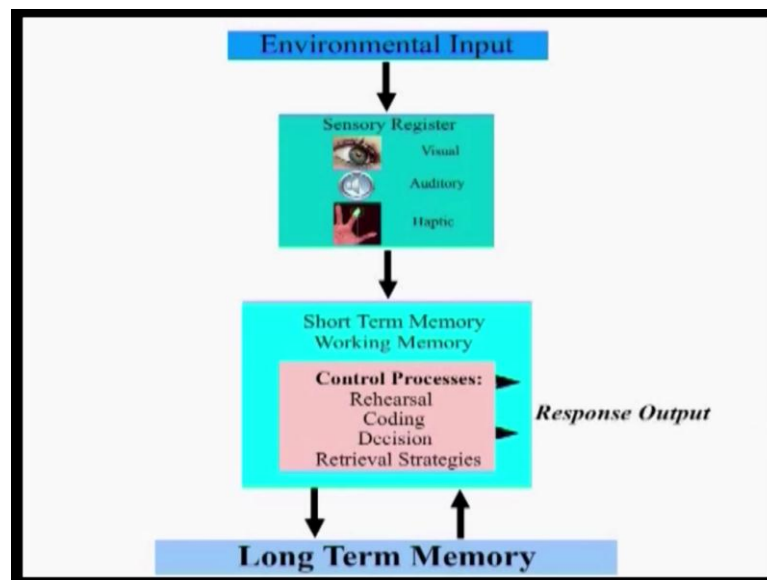 Environmental Input
Sensory Register
Visual
Auditory
Haptic
Short Term Memory
Working Memory
Control Processes:
Rehearsal
Coding
Decision
Retrieval Strategies
Response Output
Long Term Memory